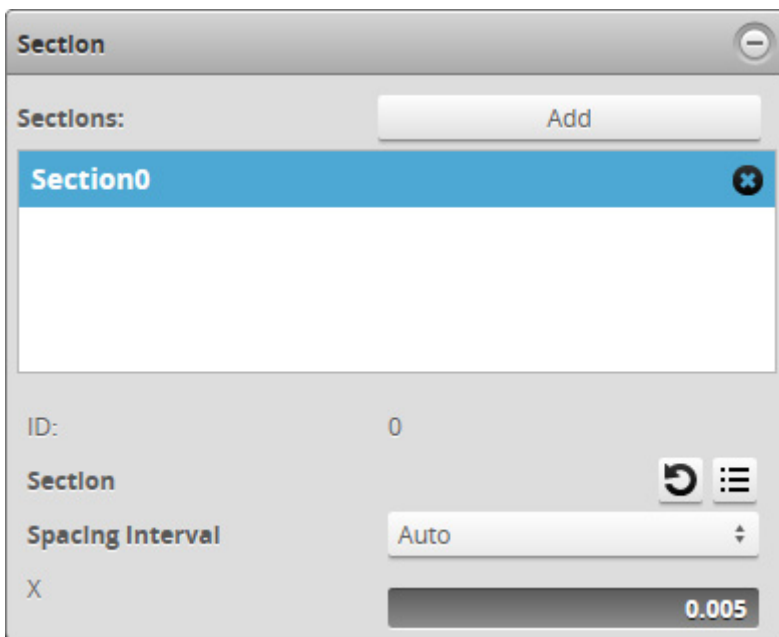 Section
Sections: Add
Section0
ID: 0
Section
Spacing Interval Auto
X 0.005